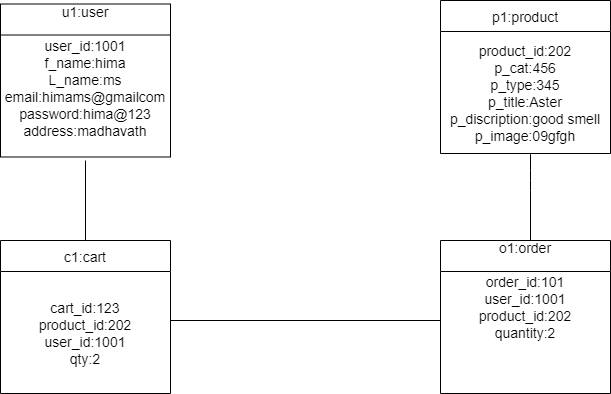 u1:user
user_id:1001
f_name:hima
L_name:ms
email:himams@gmailcom
password:hima@123
address:madhavath
p1:product
product_id:202
p_cat:456
p_type:345
p_title:Aster
p_discription:good smell
p_image:09gfgh
c1:cart
cart_id:123
product_id:202
user_id:1001
qty:2
o1:order
order_id:101
user_id:1001
product_id:202
quantity:2